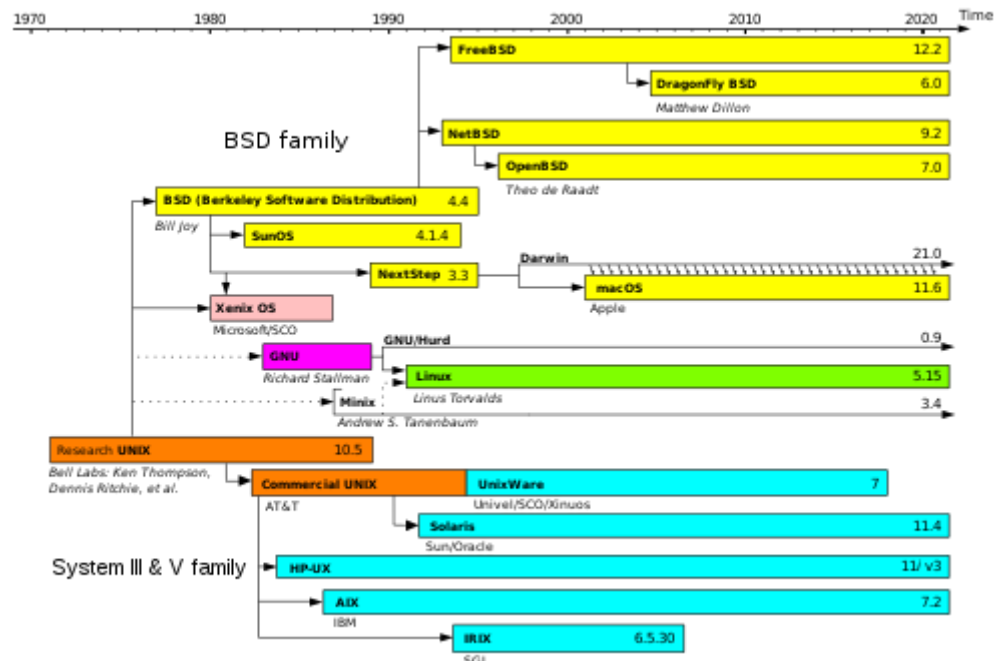 1970 1980 1990 2000 2010 2020 Time
FreeBSD 12.2
DragonFly BSD 6.0
Matthew Dillon
BSD family
NetBSD 9.2
OpenBSD 7.0
Theo de Raadt
BSD (Berkeley Software Distribution) 4.4
Bill Joy
SunOS 4.1.4
Darwin 21.0
NextStep 3.3
macOS 11.6
Apple
Xenix OS
Microsoft/SCO
GNU/Hurd 0.9
GNU
Richard Stallman
Linux 5.15
Linus Torvalds
Minix 3.4
Andrew S. Tanenbaum
Research UNIX 10.5
Bell Labs: Ken Thompson,
Dennis Ritchie, et al.
Commercial UNIX
AT&T
UnixWare 7
Univel/SCO/Xinuos
Solaris 11.4
Sun/Oracle
System III & V family
HP-UX 11i v3
AIX 7.2
IBM
IRIX 6.5.30
SGI